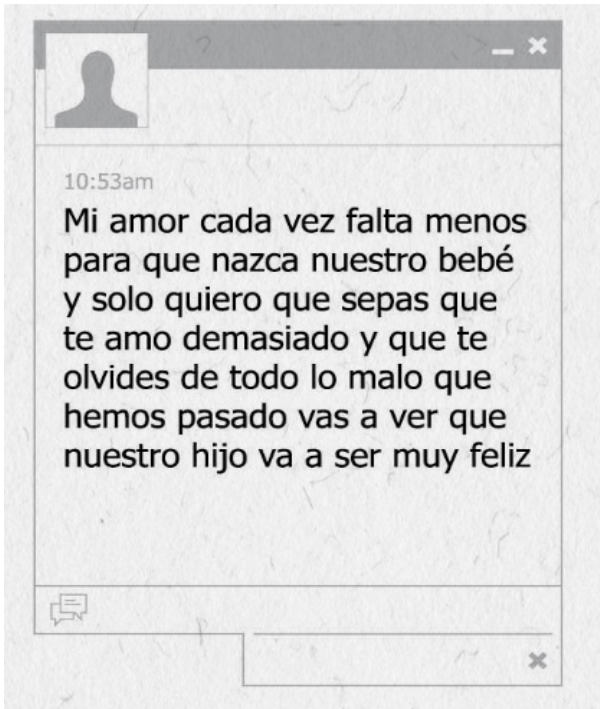 10:53am
Mi amor cada vez falta menos
para que nazca nuestro bebé
y solo quiero que sepas que
te amo demasiado y que te
olvides de todo lo malo que
hemos pasado vas a ver que
nuestro hijo va a ser muy feliz